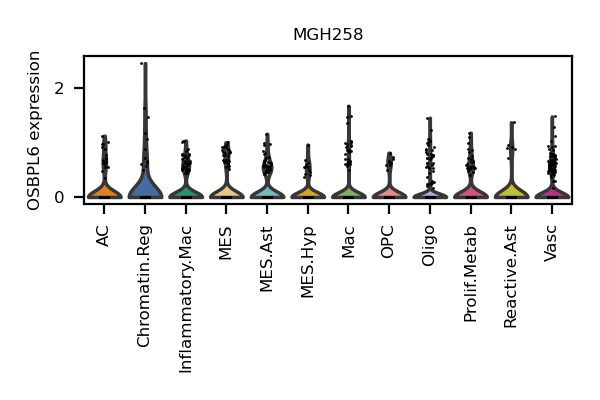 MGH258
OSBPL6 expression
2
0
AC
Chromatin.Reg
Inflammatory.Mac
MES
MES.Ast
MES.Hyp
Mac
OPC
Oligo
Prolif.Metab
Reactive.Ast
Vasc